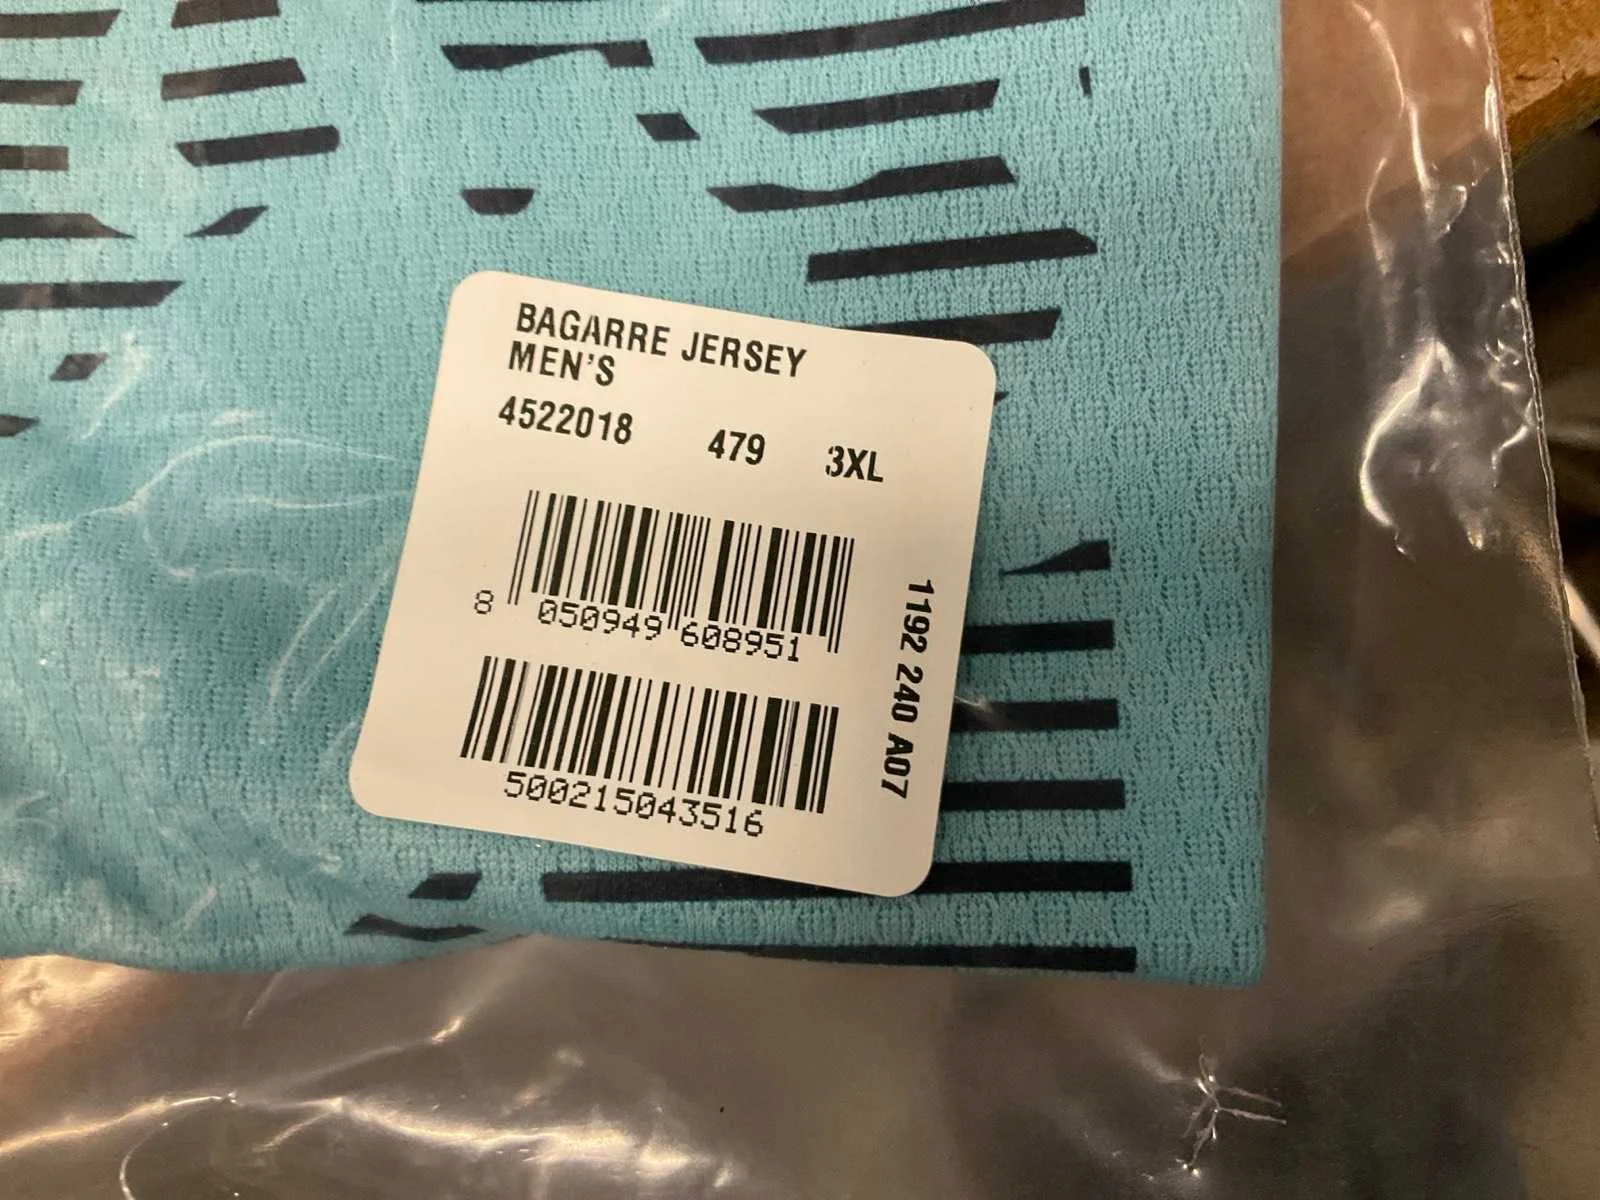 BAGARRE JERSEY
MEN'S
4522018 479 3XL
8 050949 608951
500215043516
1192 240 A07